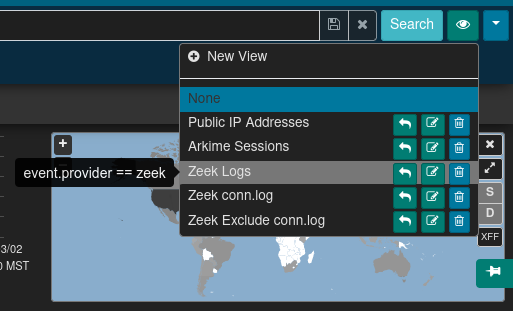 Search
New View
None
Public IP Addresses
Arkime Sessions
Zeek Logs
event.provider == zeek
Zeek conn.log
Zeek Exclude conn.log
+
S
D
XFF
3/02
0 MST